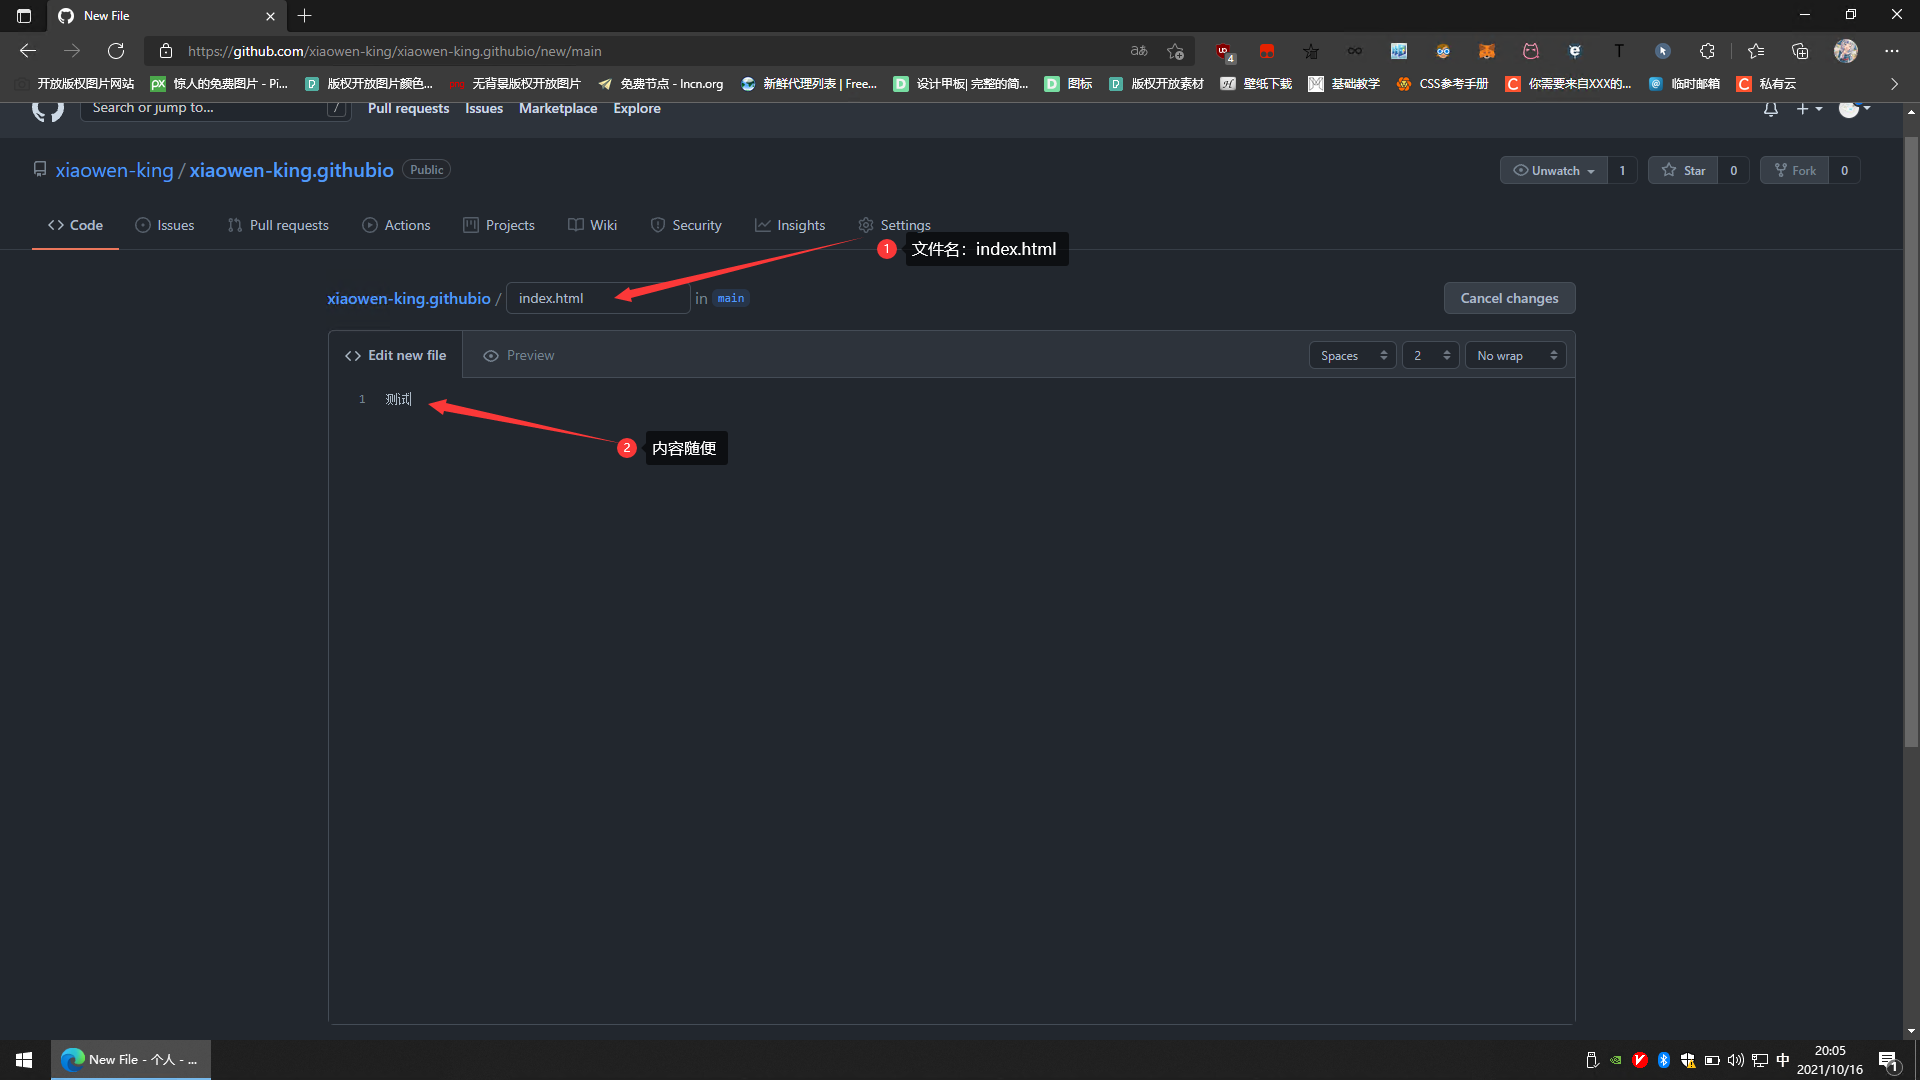 New File
https://github.com/xiaowen-king/xiaowen-king.githubio/new/main
aあ
4
开放版权图片网站 惊人的免费图片 - Pi... 版权开放图片颜色... 无背景版权开放图片 免费节点 - lncn.org 新鲜代理列表 | Free... 设计甲板| 完整的简... 图标 版权开放素材 壁纸下载 基础教学 CSS参考手册 你需要来自XXX的... 临时邮箱 私有云
Search or jump to... / Pull requests Issues Marketplace Explore
xiaowen-king / xiaowen-king.githubio Public Unwatch 1 Star 0 Fork 0
Code Issues Pull requests Actions Projects Wiki Security Insights Settings
1 文件名：index.html
xiaowen-king.githubio / index.html in main Cancel changes
Edit new file Preview Spaces 2 No wrap
1 测试
2 内容随便
New File - 个人 - ...
中
20:05
2021/10/16
1